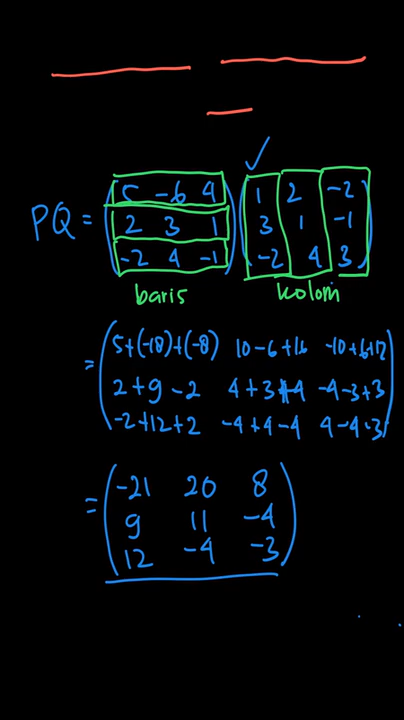 PQ = (5 -6 4) (1 2 -2)
(2 3 1) (3 1 -1)
(-2 4 -1) (-2 4 3)
baris kolom
= (5+(-18)+(-8) 10-6+16 -10+6+12)
(2+9-2 4+3+4 -4-3+3)
(-2+12+2 -4+4-4 4-4-3)
= (-21 20 8)
(9 11 -4)
(12 -4 -3)